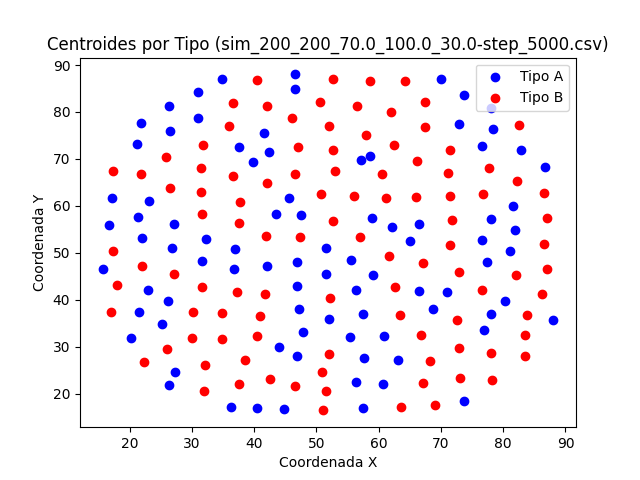 Centroides por Tipo (sim_200_200_70.0_100.0_30.0-step_5000.csv)
Tipo A
Tipo B
Coordenada Y
90
80
70
60
50
40
30
20
20 30 40 50 60 70 80 90
Coordenada X